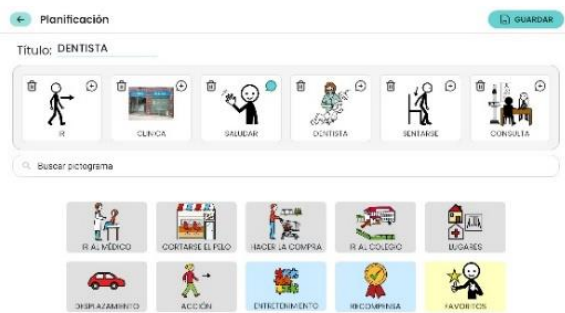 Planificación
GUARDAR
Título: DENTISTA
IR
CLINICA
SALUDAR
DENTISTA
SENTARSE
CONSULTA
Buscar pictograma
IR AL MÉDICO
CORTARSE EL PELO
HACER LA COMPRA
IR AL COLEGIO
LUGARES
DESPLAZAMIENTO
ACCIÓN
ENTRETENIMIENTO
RECOMPENSA
FAVORITOS